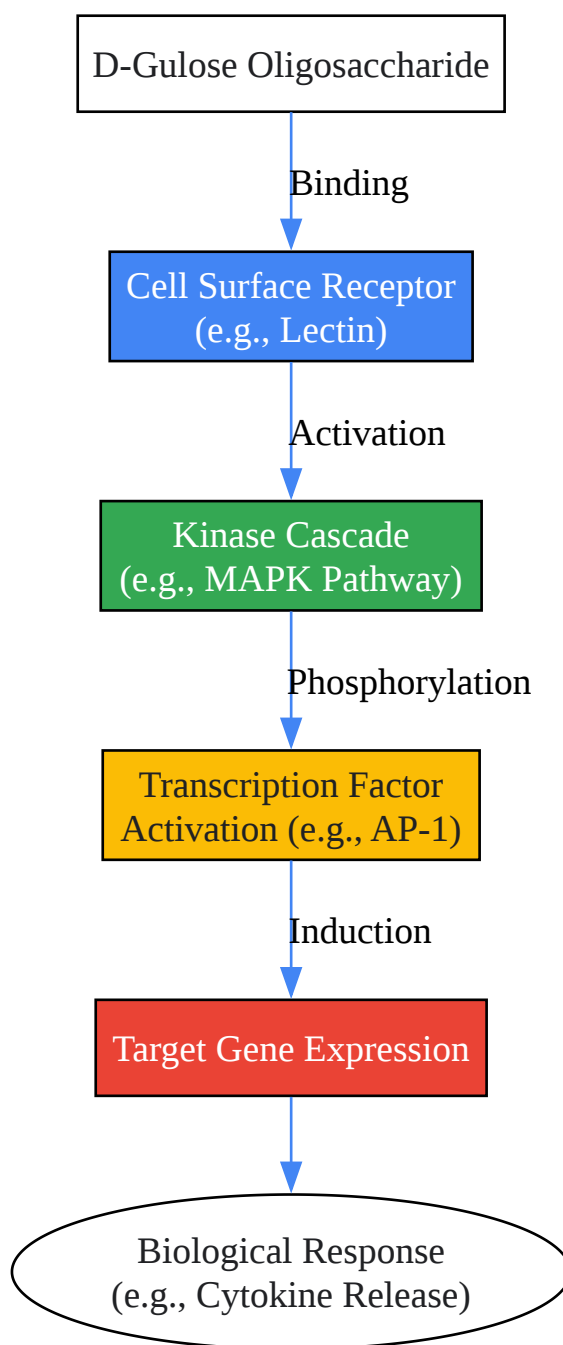 D-Gulose Oligosaccharide
Binding
Cell Surface Receptor
(e.g., Lectin)
Activation
Kinase Cascade
(e.g., MAPK Pathway)
Phosphorylation
Transcription Factor
Activation (e.g., AP-1)
Induction
Target Gene Expression
Biological Response
(e.g., Cytokine Release)